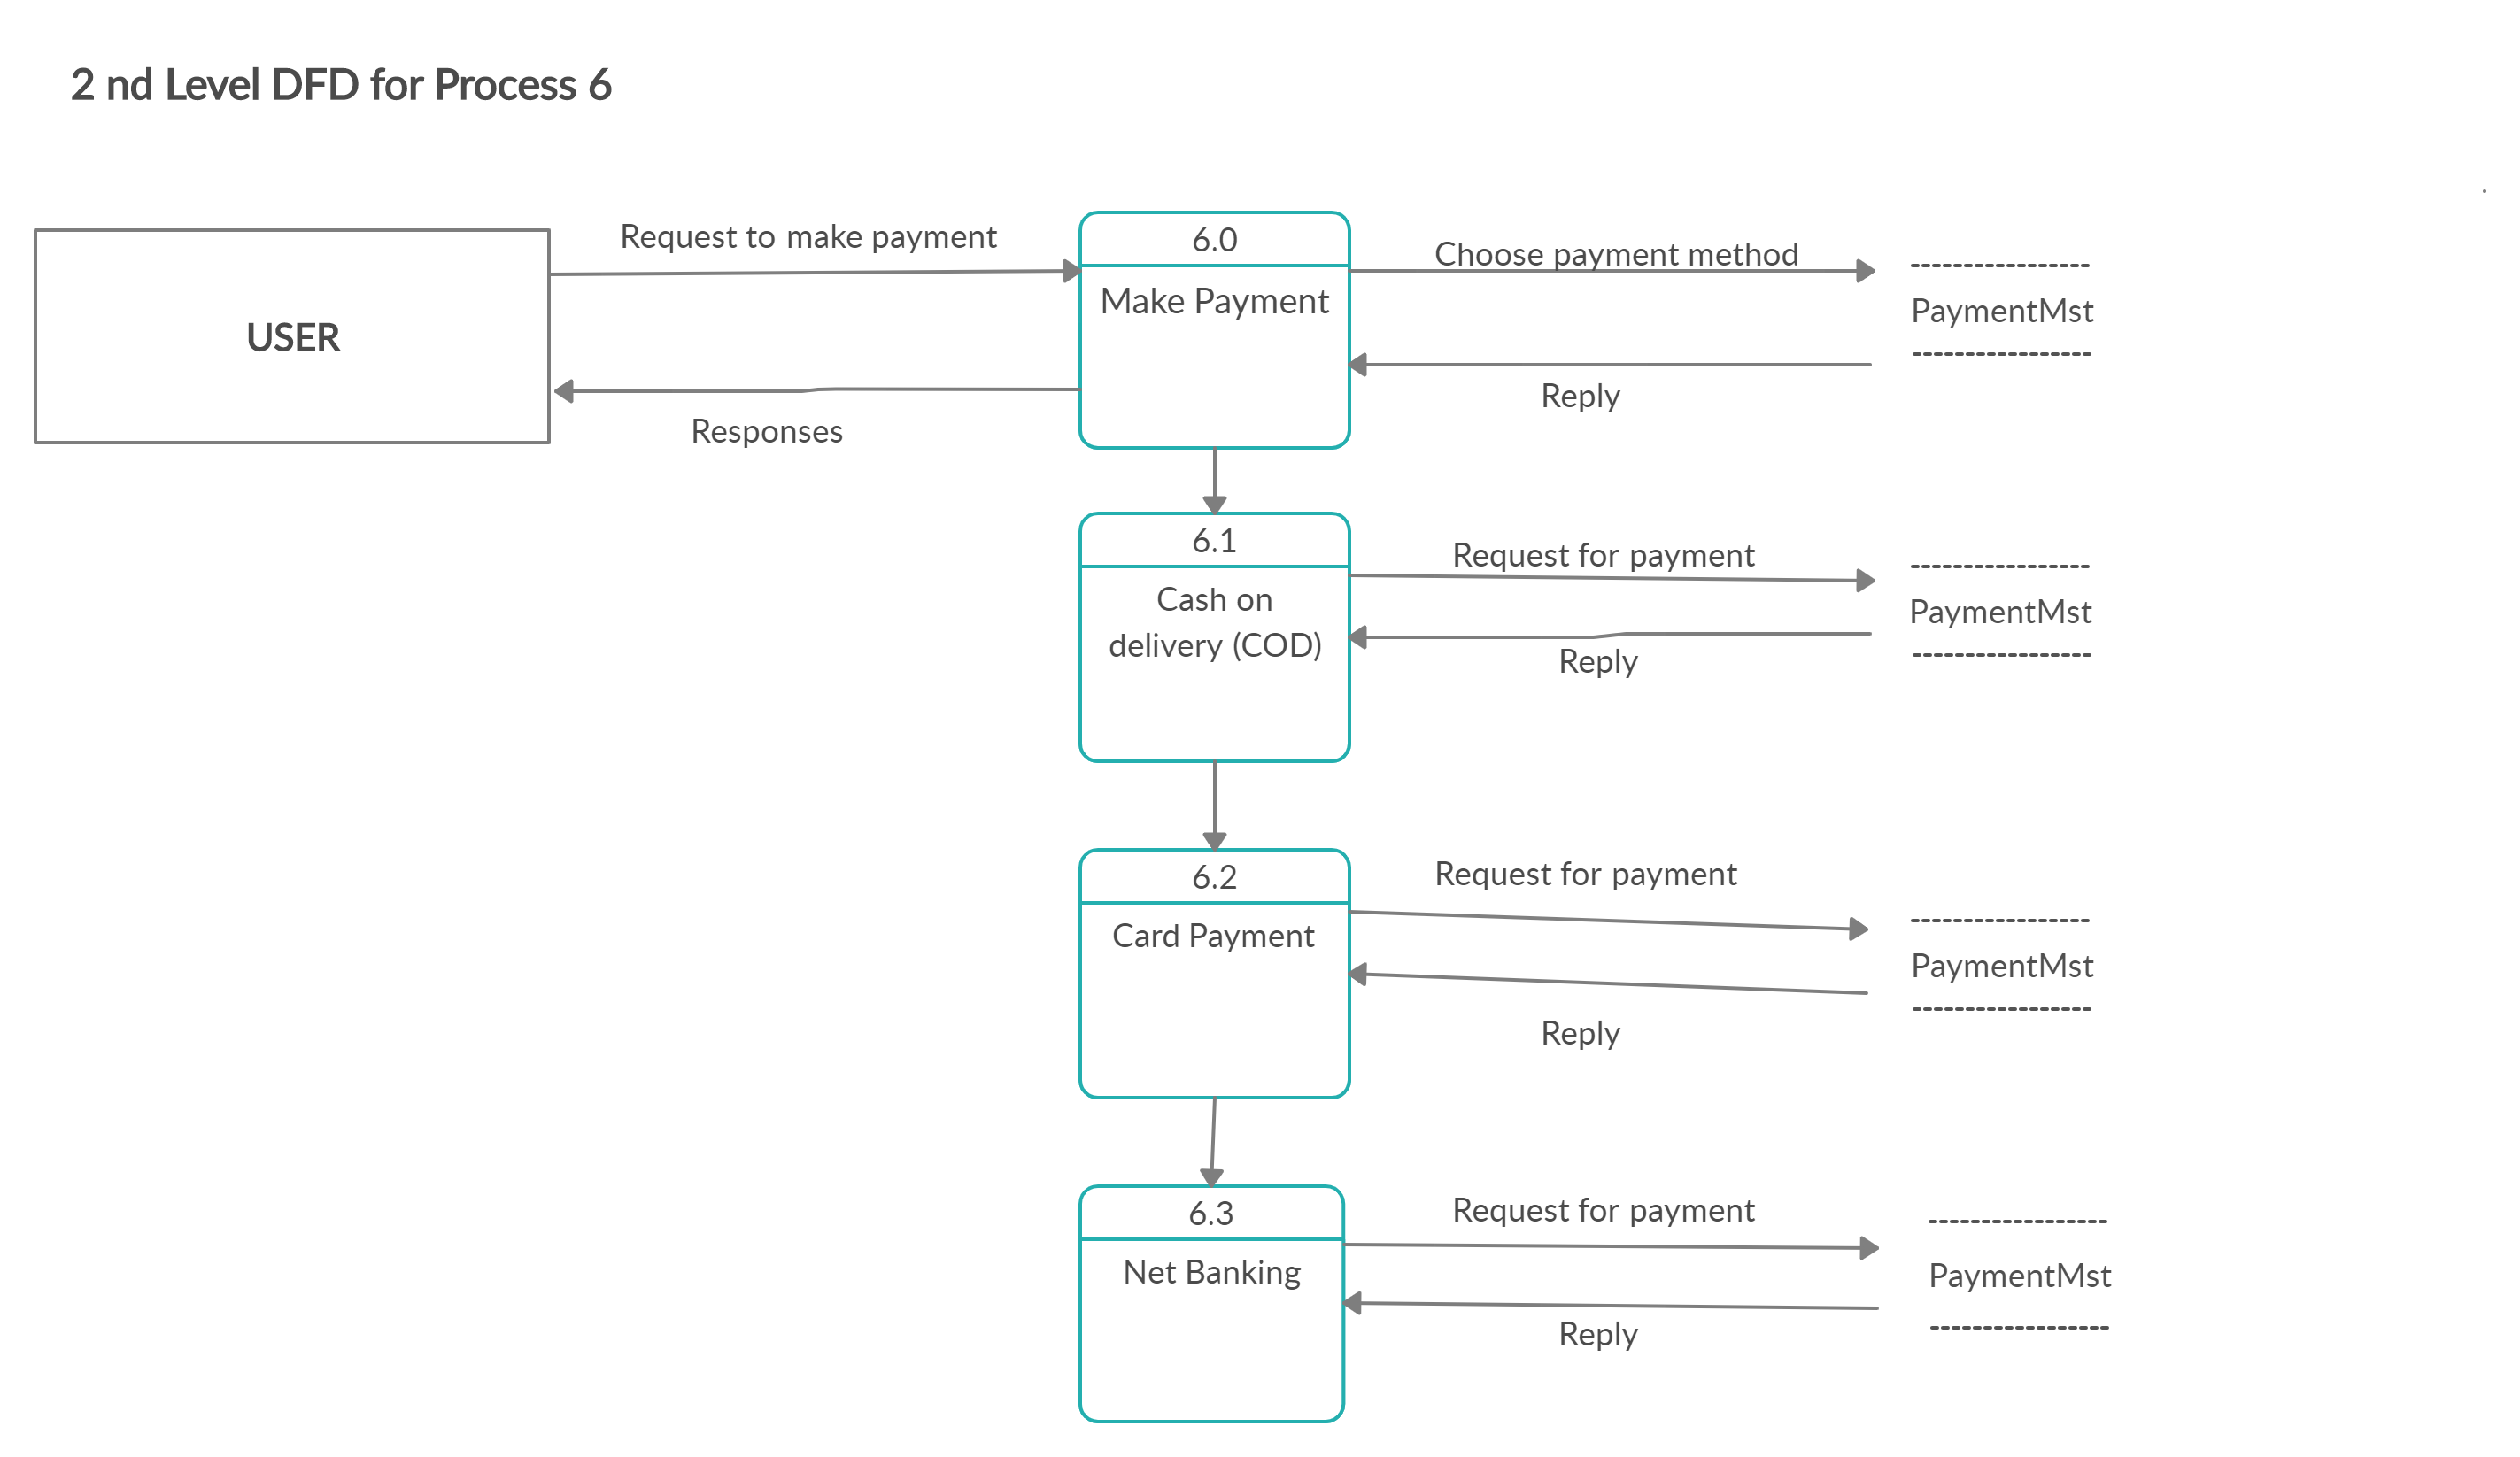 2 nd Level DFD for Process 6
Request to make payment
6.0
Choose payment method
Make Payment
PaymentMst
USER
Responses
Reply
6.1
Request for payment
Cash on
delivery (COD)
PaymentMst
Reply
6.2
Request for payment
Card Payment
PaymentMst
Reply
6.3
Request for payment
Net Banking
PaymentMst
Reply